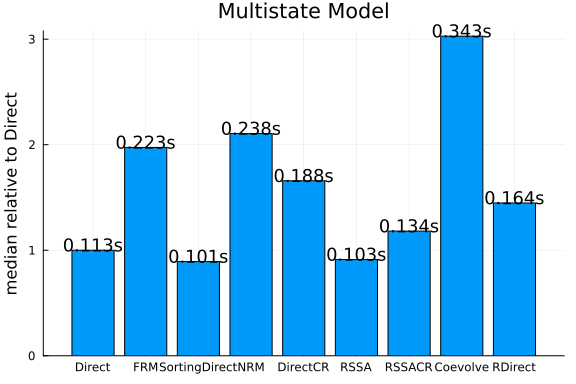 Multistate Model
median relative to Direct
3
2
1
0
0.113s
0.223s
0.101s
0.238s
0.188s
0.103s
0.134s
0.343s
0.164s
Direct FRM SortingDirect NRM DirectCR RSSA RSSACR Coevolve RDirect